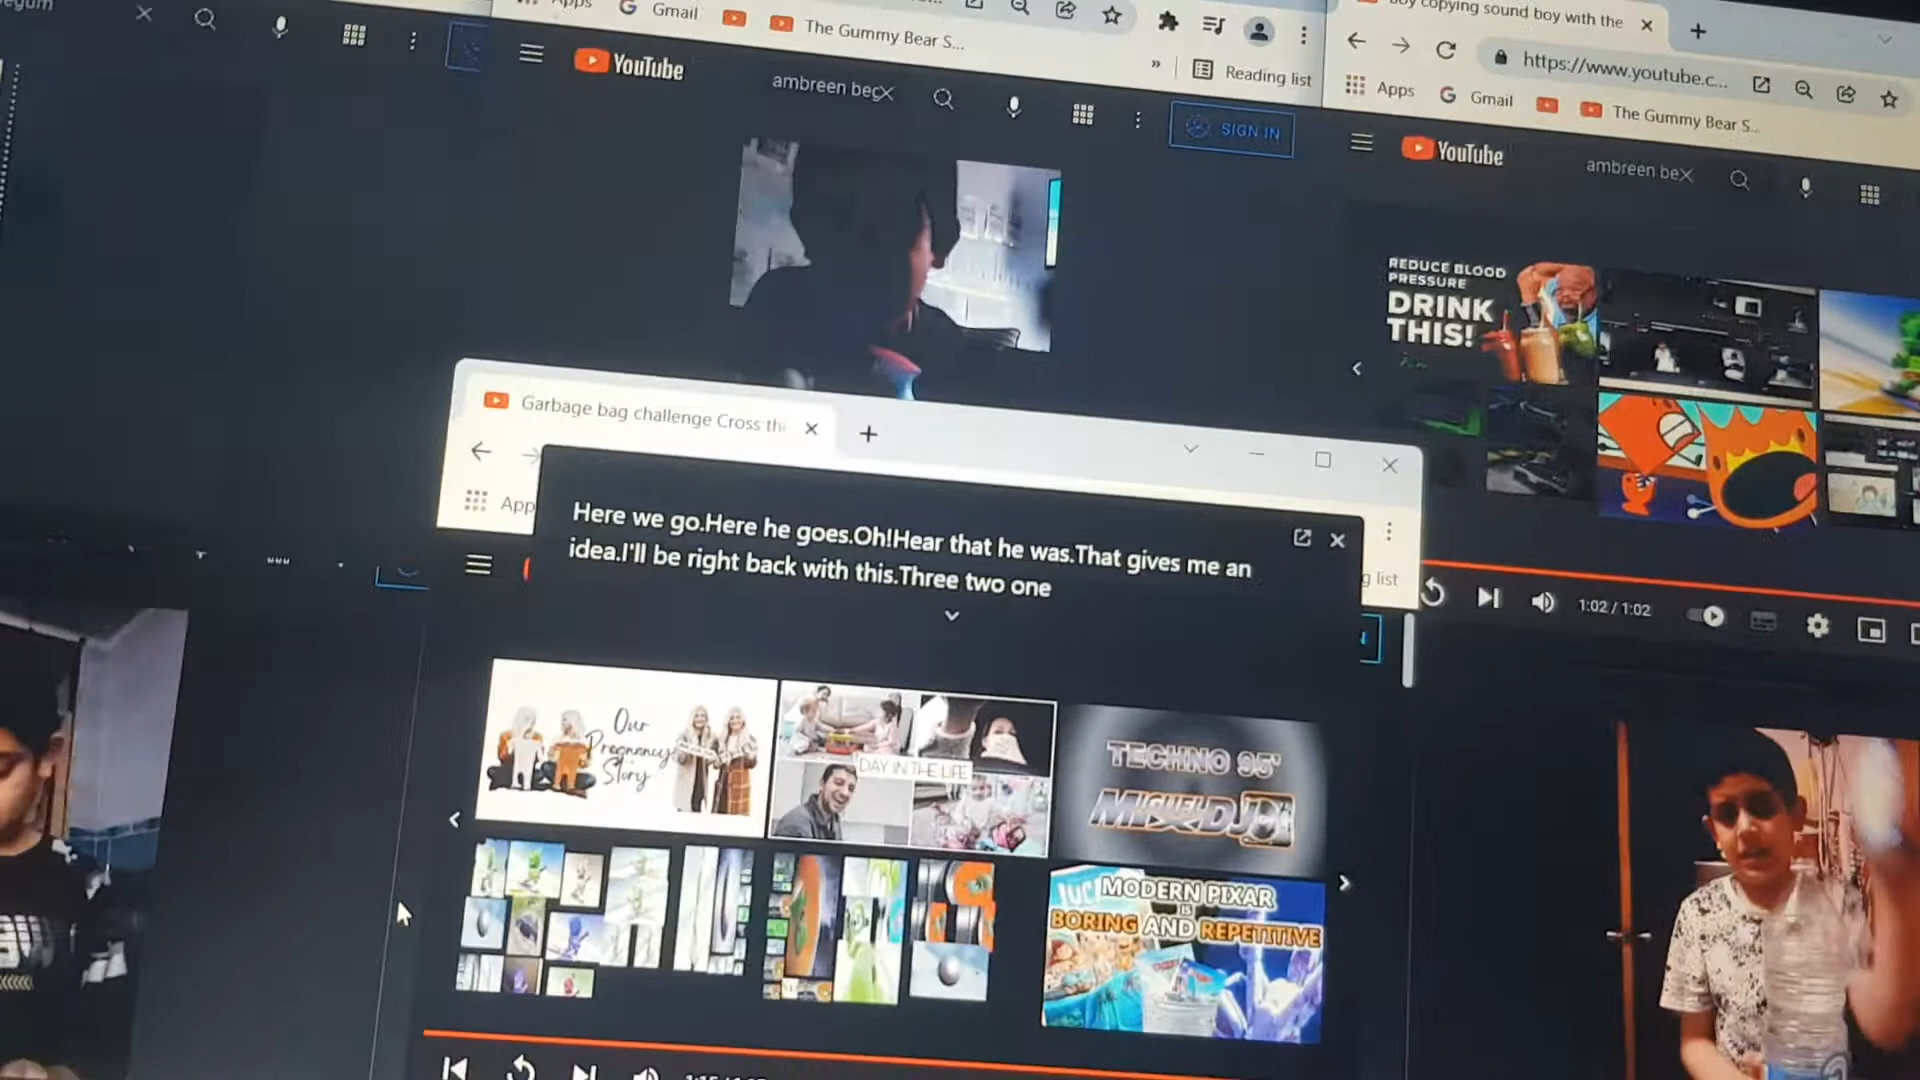 Gmail
The Gummy Bear S...
Reading list
YouTube
SIGN IN
copying sound boy with the
https://www.youtube.c...
Apps
Gmail
The Gummy Bear S...
YouTube
ambreen be
REDUCE BLOOD
PRESSURE
DRINK
THIS!
1:02 / 1:02
Garbage bag challenge Cross th
App
g list
Here we go.Here he goes.Oh!Hear that he was.That gives me an
idea.I'll be right back with this.Three two one
Our
Pregnancy
Story
DAY IN THE LIFE
TECHNO 95'
MODERN PIXAR
IS
BORING AND REPETITIVE